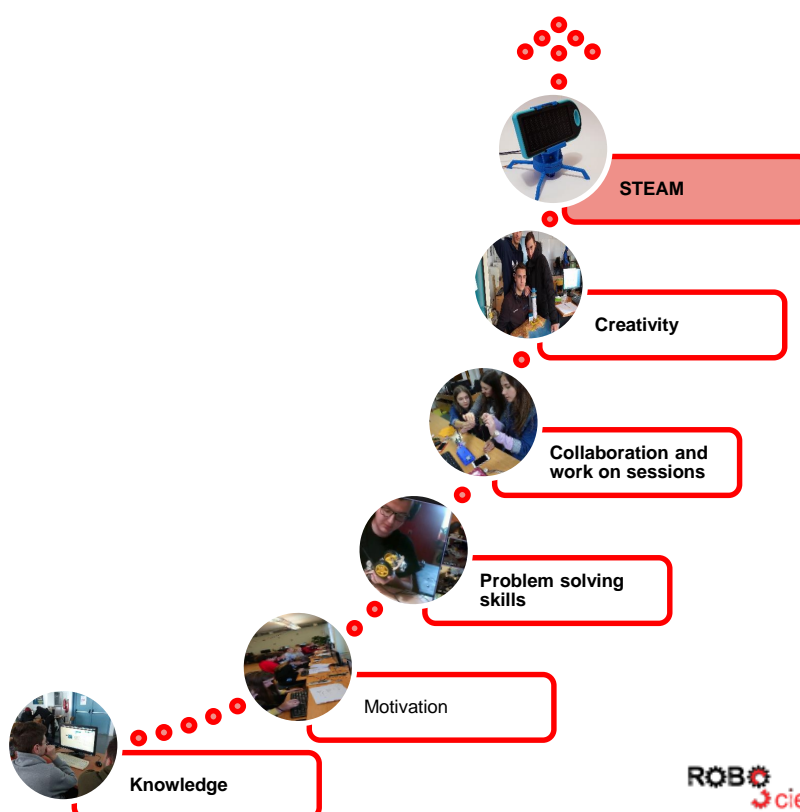 STEAM
Creativity
Collaboration and
work on sessions
Problem solving
skills
Motivation
Knowledge
ROBO